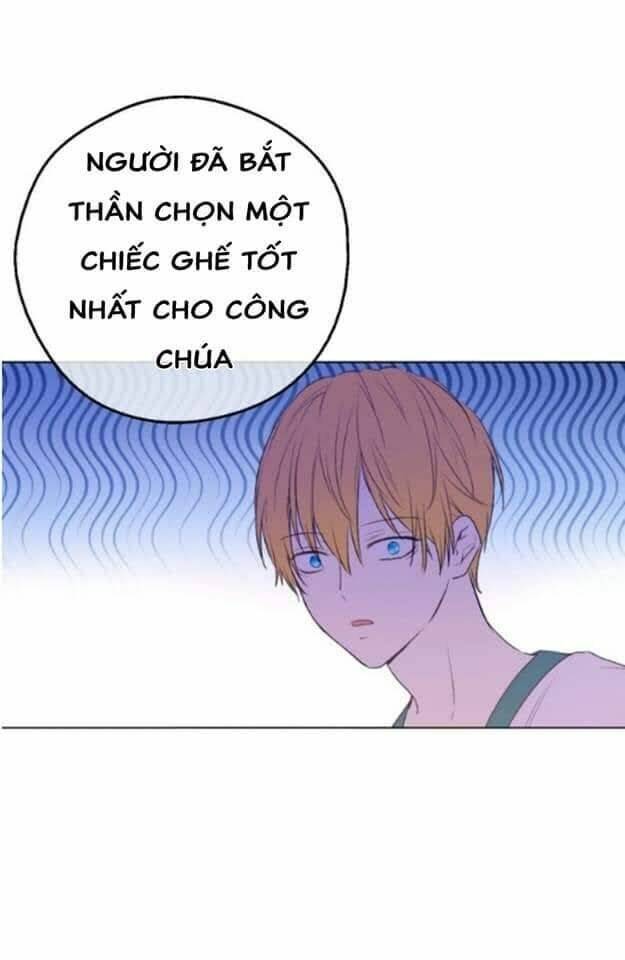 NGƯỜI ĐÃ BẮT
THẦN CHỌN MỘT
CHIẾC GHẾ TỐT
NHẤT CHO CÔNG
CHÚA